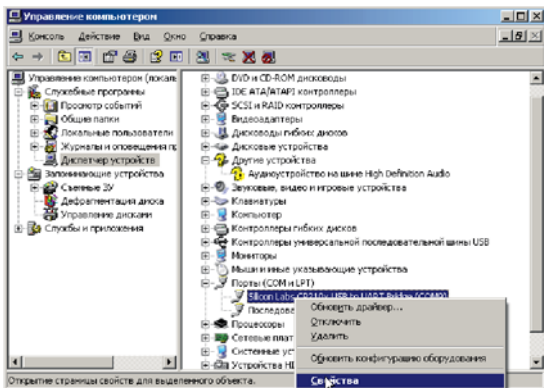 Управление компьютером
Консоль Действие Вид Окно Справка
Управление компьютером (локаль
Служебные программы
Просмотр событий
Общие папки
Локальные пользователи
Журналы и оповещения пр
Диспетчер устройств
Запоминающие устройства
Съемные ЗУ
Дефрагментация диска
Управление дисками
Службы и приложения
DVD и CD-ROM дисководы
IDE ATA/ATAPI контроллеры
SCSI и RAID контроллеры
Видеоадаптеры
Дисководы гибких дисков
Дисковые устройства
Другие устройства
Аудиоустройство на шине High Definition Audio
Звуковые, видео и игровые устройства
Клавиатуры
Компьютер
Контроллеры гибких дисков
Контроллеры универсальной последовательной шины USB
Мониторы
Мыши и иные указывающие устройства
Порты (COM и LPT)
Silicon Labs CP210x USB to UART Bridge
Последова
Процессоры
Сетевые плат
Системные ус
Устройства HI
Обновить драйвер...
Отключить
Удалить
Обновить конфигурацию оборудования
Свойства
Открытие страницы свойств для выделенного объекта.